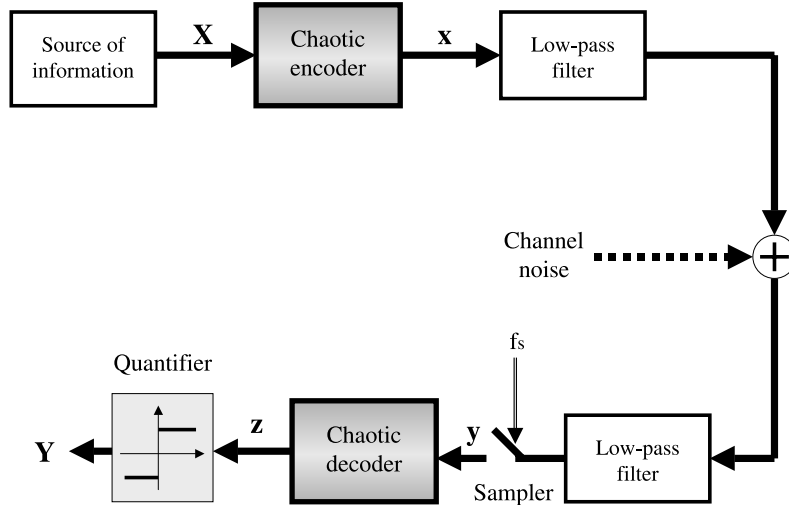 Source of
information
X
Chaotic
encoder
x
Low-pass
filter
Channel
noise
+
Quantifier
fs
Y
z
Chaotic
decoder
y
Sampler
Low-pass
filter